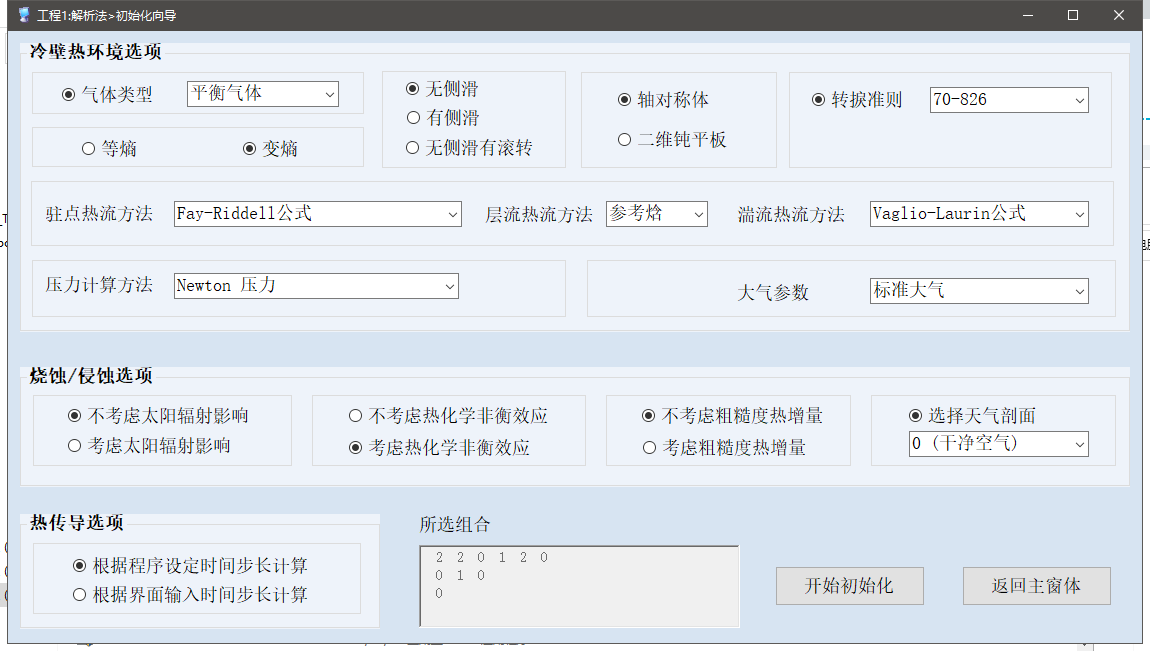 工程1:解析法>初始化向导
冷壁热环境选项
气体类型 平衡气体
等熵 变熵
无侧滑
有侧滑
无侧滑有滚转
轴对称体
二维钝平板
转捩准则 70-826
驻点热流方法 Fay-Riddell公式 层流热流方法 参考焓 湍流热流方法 Vaglio-Laurin公式
压力计算方法 Newton 压力 大气参数 标准大气
烧蚀/侵蚀选项
不考虑太阳辐射影响
考虑太阳辐射影响
不考虑热化学非衡效应
考虑热化学非衡效应
不考虑粗糙度热增量
考虑粗糙度热增量
选择天气剖面
0 (干净空气)
热传导选项
根据程序设定时间步长计算
根据界面输入时间步长计算
所选组合
2 2 0 1 2 0
0 1 0
0
开始初始化 返回主窗体